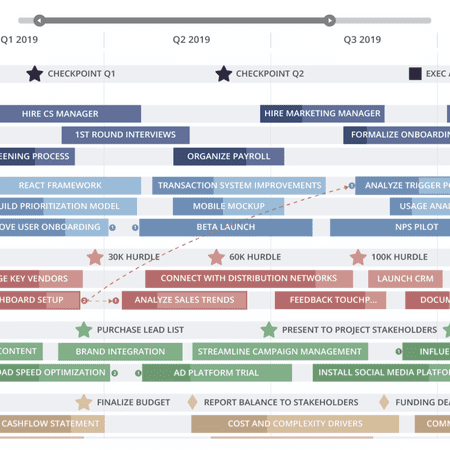 Q1 2019 Q2 2019 Q3 2019
CHECKPOINT Q1 CHECKPOINT Q2 EXEC
HIRE CS MANAGER HIRE MARKETING MANAGER
1ST ROUND INTERVIEWS FORMALIZE ONBOARDIN
EENING PROCESS ORGANIZE PAYROLL
REACT FRAMEWORK TRANSACTION SYSTEM IMPROVEMENTS ANALYZE TRIGGER P
UILD PRIORITIZATION MODEL MOBILE MOCKUP USAGE ANA
OVE USER ONBOARDING BETA LAUNCH NPS PILOT
30K HURDLE 60K HURDLE 100K HURDLE
GE KEY VENDORS CONNECT WITH DISTRIBUTION NETWORKS LAUNCH CRM
HBOARD SETUP 2 1 ANALYZE SALES TRENDS FEEDBACK TOUCHP... DOCUM
PURCHASE LEAD LIST PRESENT TO PROJECT STAKEHOLDERS
CONTENT BRAND INTEGRATION STREAMLINE CAMPAIGN MANAGEMENT INFLUE
OAD SPEED OPTIMIZATION 2 AD PLATFORM TRIAL INSTALL SOCIAL MEDIA PLATFO
FINALIZE BUDGET REPORT BALANCE TO STAKEHOLDERS FUNDING DE
CASHFLOW STATEMENT COST AND COMPLEXITY DRIVERS COMM